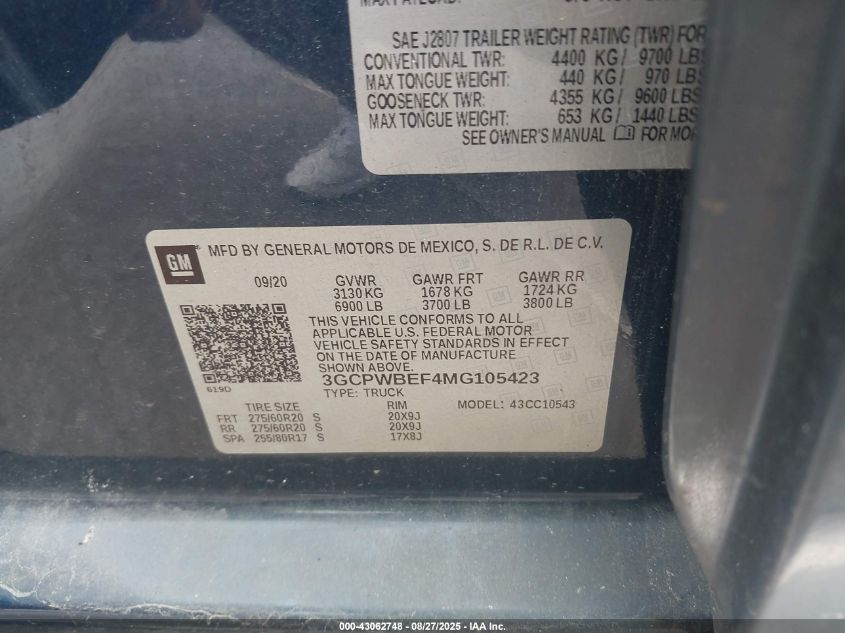 SAE J2807 TRAILER WEIGHT RATING (TWR) FOR
CONVENTIONAL TWR: 4400 KG/ 9700 LBS
MAX TONGUE WEIGHT: 440 KG/ 970 LBS
GOOSENECK TWR: 4355 KG/ 9600 LBS
MAX TONGUE WEIGHT: 653 KG/ 1440 LBS
SEE OWNER'S MANUAL FOR MOR
GM
MFD BY GENERAL MOTORS DE MEXICO, S. DE R.L. DE C.V.
09/20 GVWR GAWR FRT GAWR RR
3130 KG 1678 KG 1724 KG
6900 LB 3700 LB 3800 LB
THIS VEHICLE CONFORMS TO ALL
APPLICABLE U.S. FEDERAL MOTOR
VEHICLE SAFETY STANDARDS IN EFFECT
ON THE DATE OF MANUFACTURE
SHOWN ABOVE.
3GCPWBEF4MG105423
619D
TYPE: TRUCK
TIRE SIZE RIM MODEL: 43CC10543
FRT 275/60R20 S 20X9J
RR 275/60R20 S 20X9J
SPA 255/80R17 S 17X8J
000-43062748 - 08/27/2025 - IAAI.COM